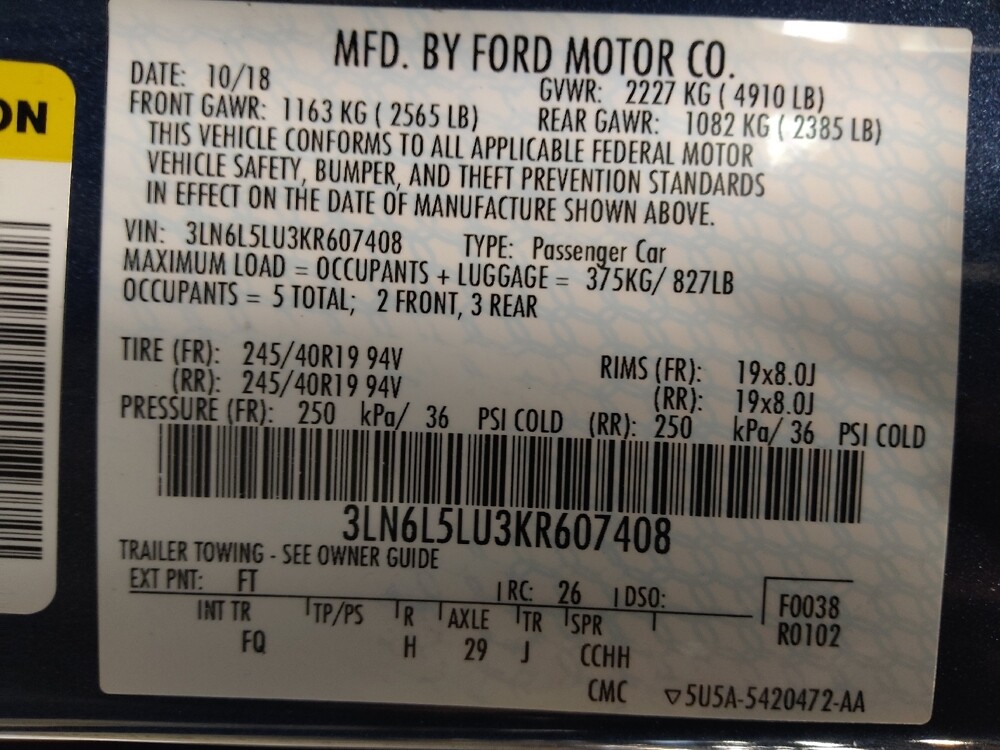 ON
MFD. BY FORD MOTOR CO.
DATE: 10/18 GVWR: 2227 KG ( 4910 LB)
FRONT GAWR: 1163 KG ( 2565 LB) REAR GAWR: 1082 KG ( 2385 LB)
THIS VEHICLE CONFORMS TO ALL APPLICABLE FEDERAL MOTOR
VEHICLE SAFETY, BUMPER, AND THEFT PREVENTION STANDARDS
IN EFFECT ON THE DATE OF MANUFACTURE SHOWN ABOVE.
VIN: 3LN6L5LU3KR607408 TYPE: Passenger Car
MAXIMUM LOAD = OCCUPANTS + LUGGAGE = 375KG/ 827LB
OCCUPANTS = 5 TOTAL; 2 FRONT, 3 REAR
TIRE (FR): 245/40R19 94V RIMS (FR): 19x8.0J
(RR): 245/40R19 94V (RR): 19x8.0J
PRESSURE (FR): 250 kPa/ 36 PSI COLD (RR): 250 kPa/ 36 PSI COLD
3LN6L5LU3KR607408
TRAILER TOWING - SEE OWNER GUIDE
EXT PNT: FT RC: 26 DSO: F0038
INT TR TP/PS R AXLE TR SPR R0102
FQ H 29 J CCHH
CMC ▽5U5A-5420472-AA